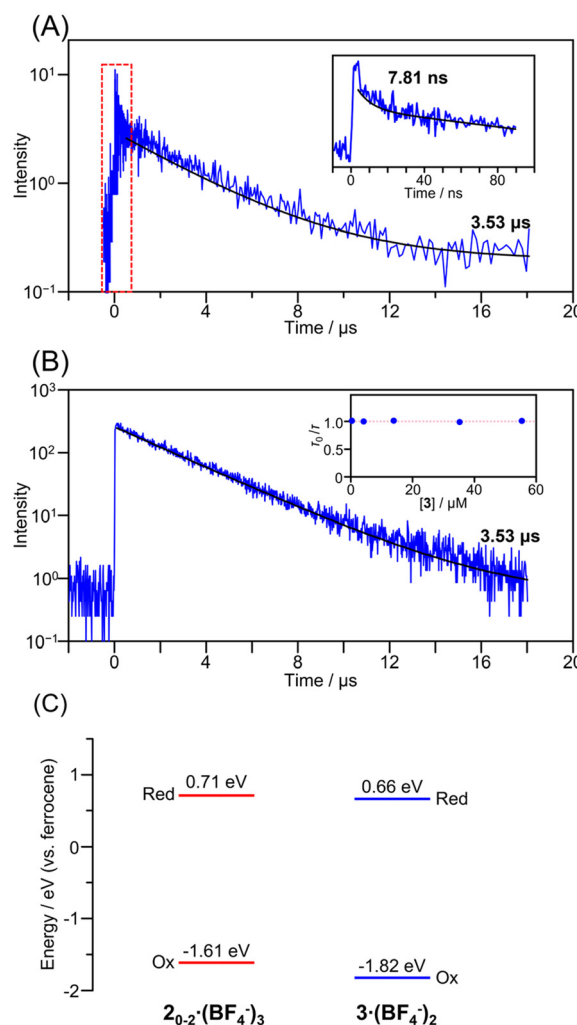 (A)
10¹
10⁰
10⁻¹
Intensity
7.81 ns
0 40 80
Time / ns
3.53 µs
0 4 8 12 16 20
Time / µs
(B)
10³
10²
10¹
10⁰
10⁻¹
Intensity
τ₀/τ
1.0
0.5
0
0 20 40 60
[3] / µM
3.53 µs
0 4 8 12 16 20
Time / µs
(C)
Energy / eV (vs. ferrocene)
1
0
-1
-2
Red 0.71 eV
0.66 eV Red
Ox -1.61 eV
-1.82 eV Ox
2₀₋₂·(BF₄⁻)₃
3·(BF₄⁻)₂